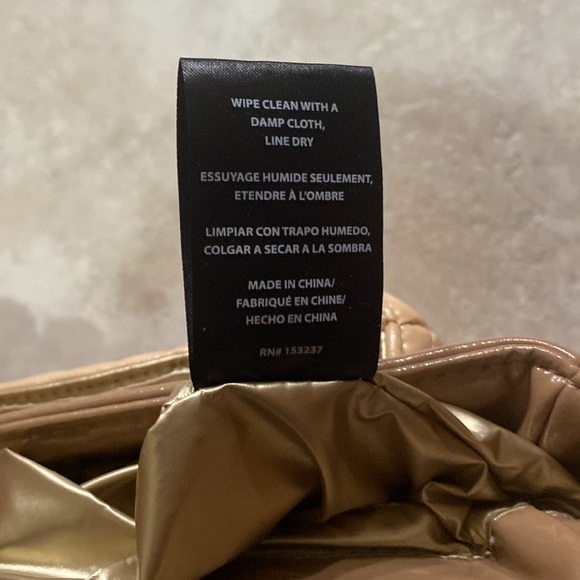 WIPE CLEAN WITH A
DAMP CLOTH,
LINE DRY
ESSUYAGE HUMIDE SEULEMENT,
ETENDRE À L'OMBRE
LIMPIAR CON TRAPO HUMEDO,
COLGAR A SECAR A LA SOMBRA
MADE IN CHINA/
FABRIQUÉ EN CHINE/
HECHO EN CHINA
RN# 153237